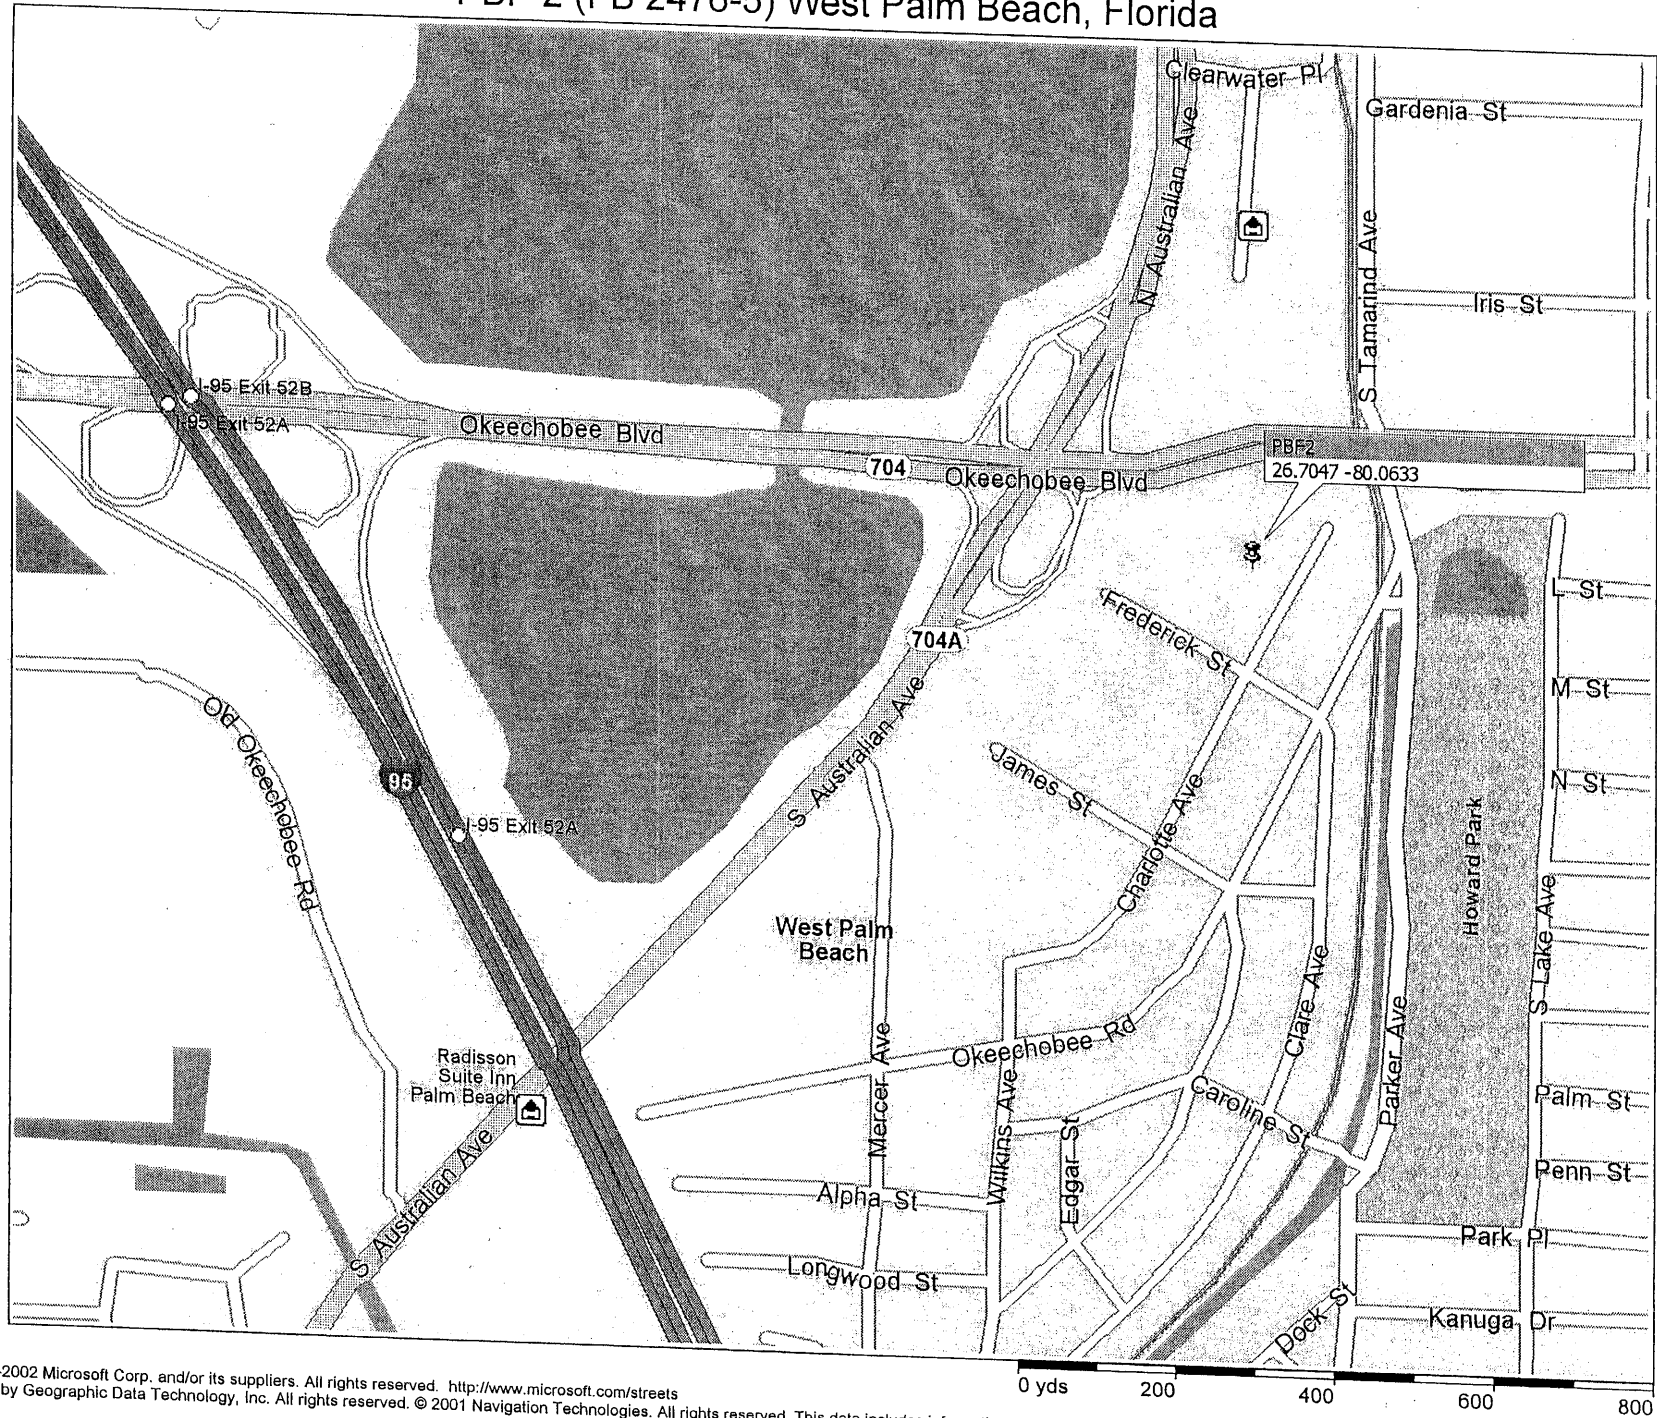 (PB 2476-5) West Palm Beach, Florida
Clearwater Pl
Gardenia St
N Australian Ave
S Tamarind Ave
Iris St
I-95 Exit 52B
I-95 Exit 52A
Okeechobee Blvd
704
Okeechobee Blvd
PBF2
26.7047 -80.0633
L St
Frederick St
704A
M St
Old Okeechobee Rd
S Australian Ave
James St
N St
95
I-95 Exit 52A
Charlotte Ave
Howard Park
West Palm
Beach
S Lake Ave
Clare Ave
Okeechobee Rd
Radisson
Suite Inn
Palm Beach
Mercer Ave
Wilkins Ave
Parker Ave
Caroline St
Palm St
Edgar St
S Australian Ave
Alpha St
Penn St
Park Pl
Longwood St
Dock St
Kanuga Dr
-2002 Microsoft Corp. and/or its suppliers. All rights reserved. http://www.microsoft.com/streets
by Geographic Data Technology, Inc. All rights reserved. © 2001 Navigation Technologies. All rights reserved. This data includes
0 yds 200 400 600 800